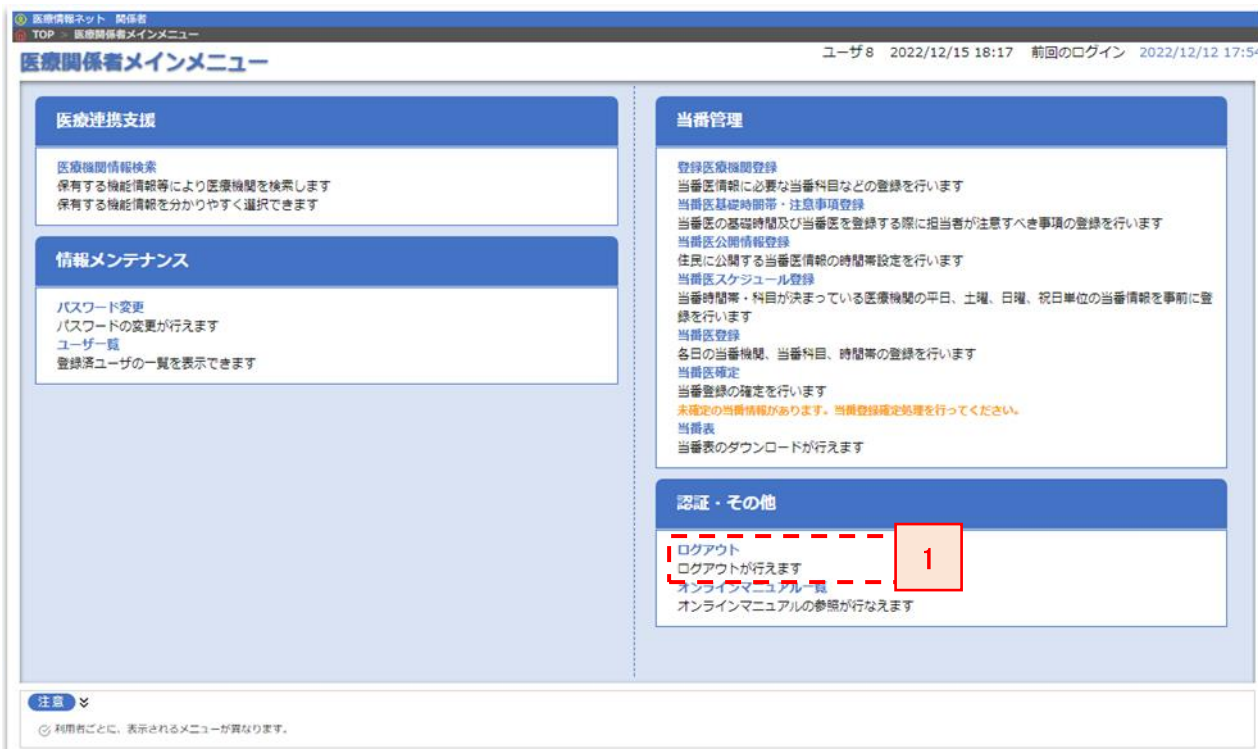 医療情報ネット 関係者
TOP > 医療関係者メインメニュー
医療関係者メインメニュー
ユーザ8 2022/12/15 18:17 前回のログイン 2022/12/12 17:54
医療連携支援
医療機関情報検索
保有する機能情報等により医療機関を検索します
保有する機能情報を分かりやすく選択できます
情報メンテナンス
パスワード変更
パスワードの変更が行えます
ユーザ一覧
登録済ユーザの一覧を表示できます
当番管理
登録医療機関登録
当番医情報に必要な当番科目などの登録を行います
当番医基礎時間帯・注意事項登録
当番医の基礎時間及び当番医を登録する際に担当者が注意すべき事項の登録を行います
当番医公開情報登録
住民に公開する当番医情報の時間帯設定を行います
当番医スケジュール登録
当番時間帯・科目が決まっている医療機関の平日、土曜、日曜、祝日単位の当番情報を事前に登
録を行います
当番医登録
各日の当番機関、当番科目、時間帯の登録を行います
当番医確定
当番登録の確定を行います
未確定の当番情報があります。当番登録確定処理を行ってください。
当番表
当番表のダウンロードが行えます
認証・その他
ログアウト
ログアウトが行えます
1
オンラインマニュアル一覧
オンラインマニュアルの参照が行なえます
注意
利用者ごとに、表示されるメニューが異なります。